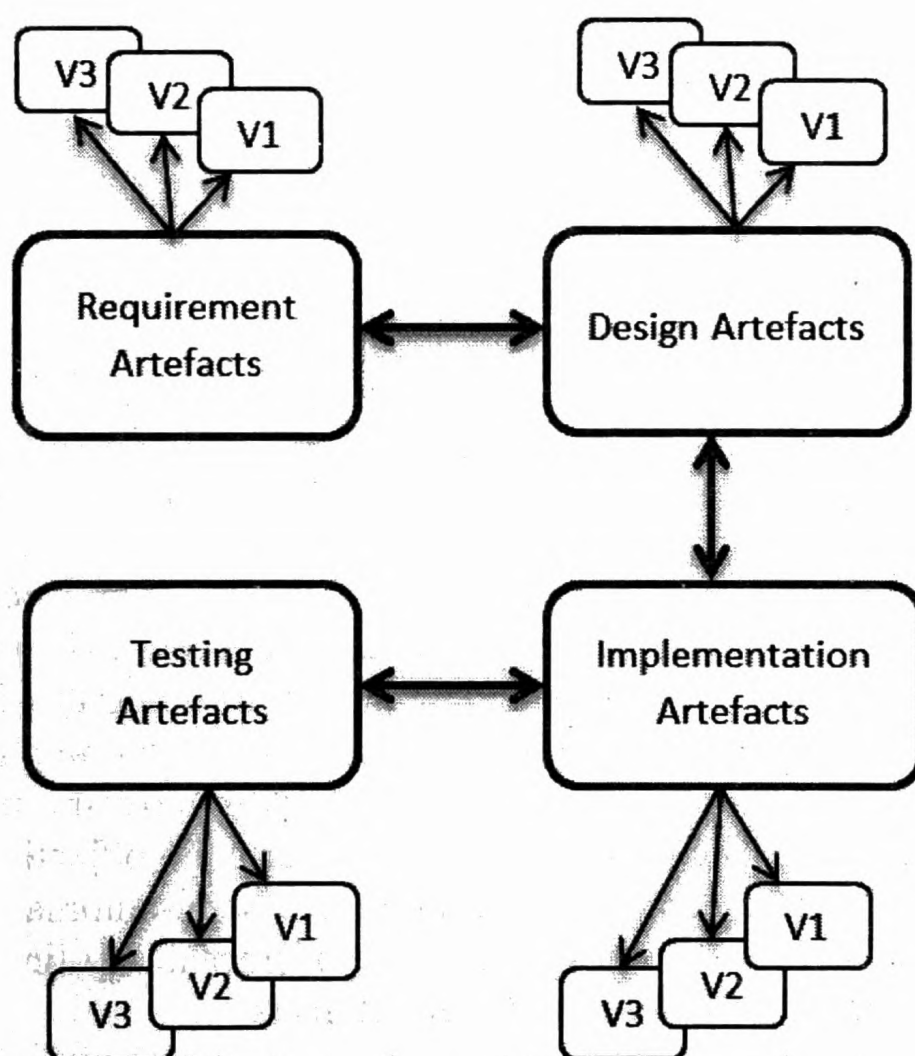 V3
V2
V1
V3
V2
V1
Requirement
Artefacts
Design Artefacts
Testing
Artefacts
Implementation
Artefacts
V1
V2
V3
V1
V2
V3